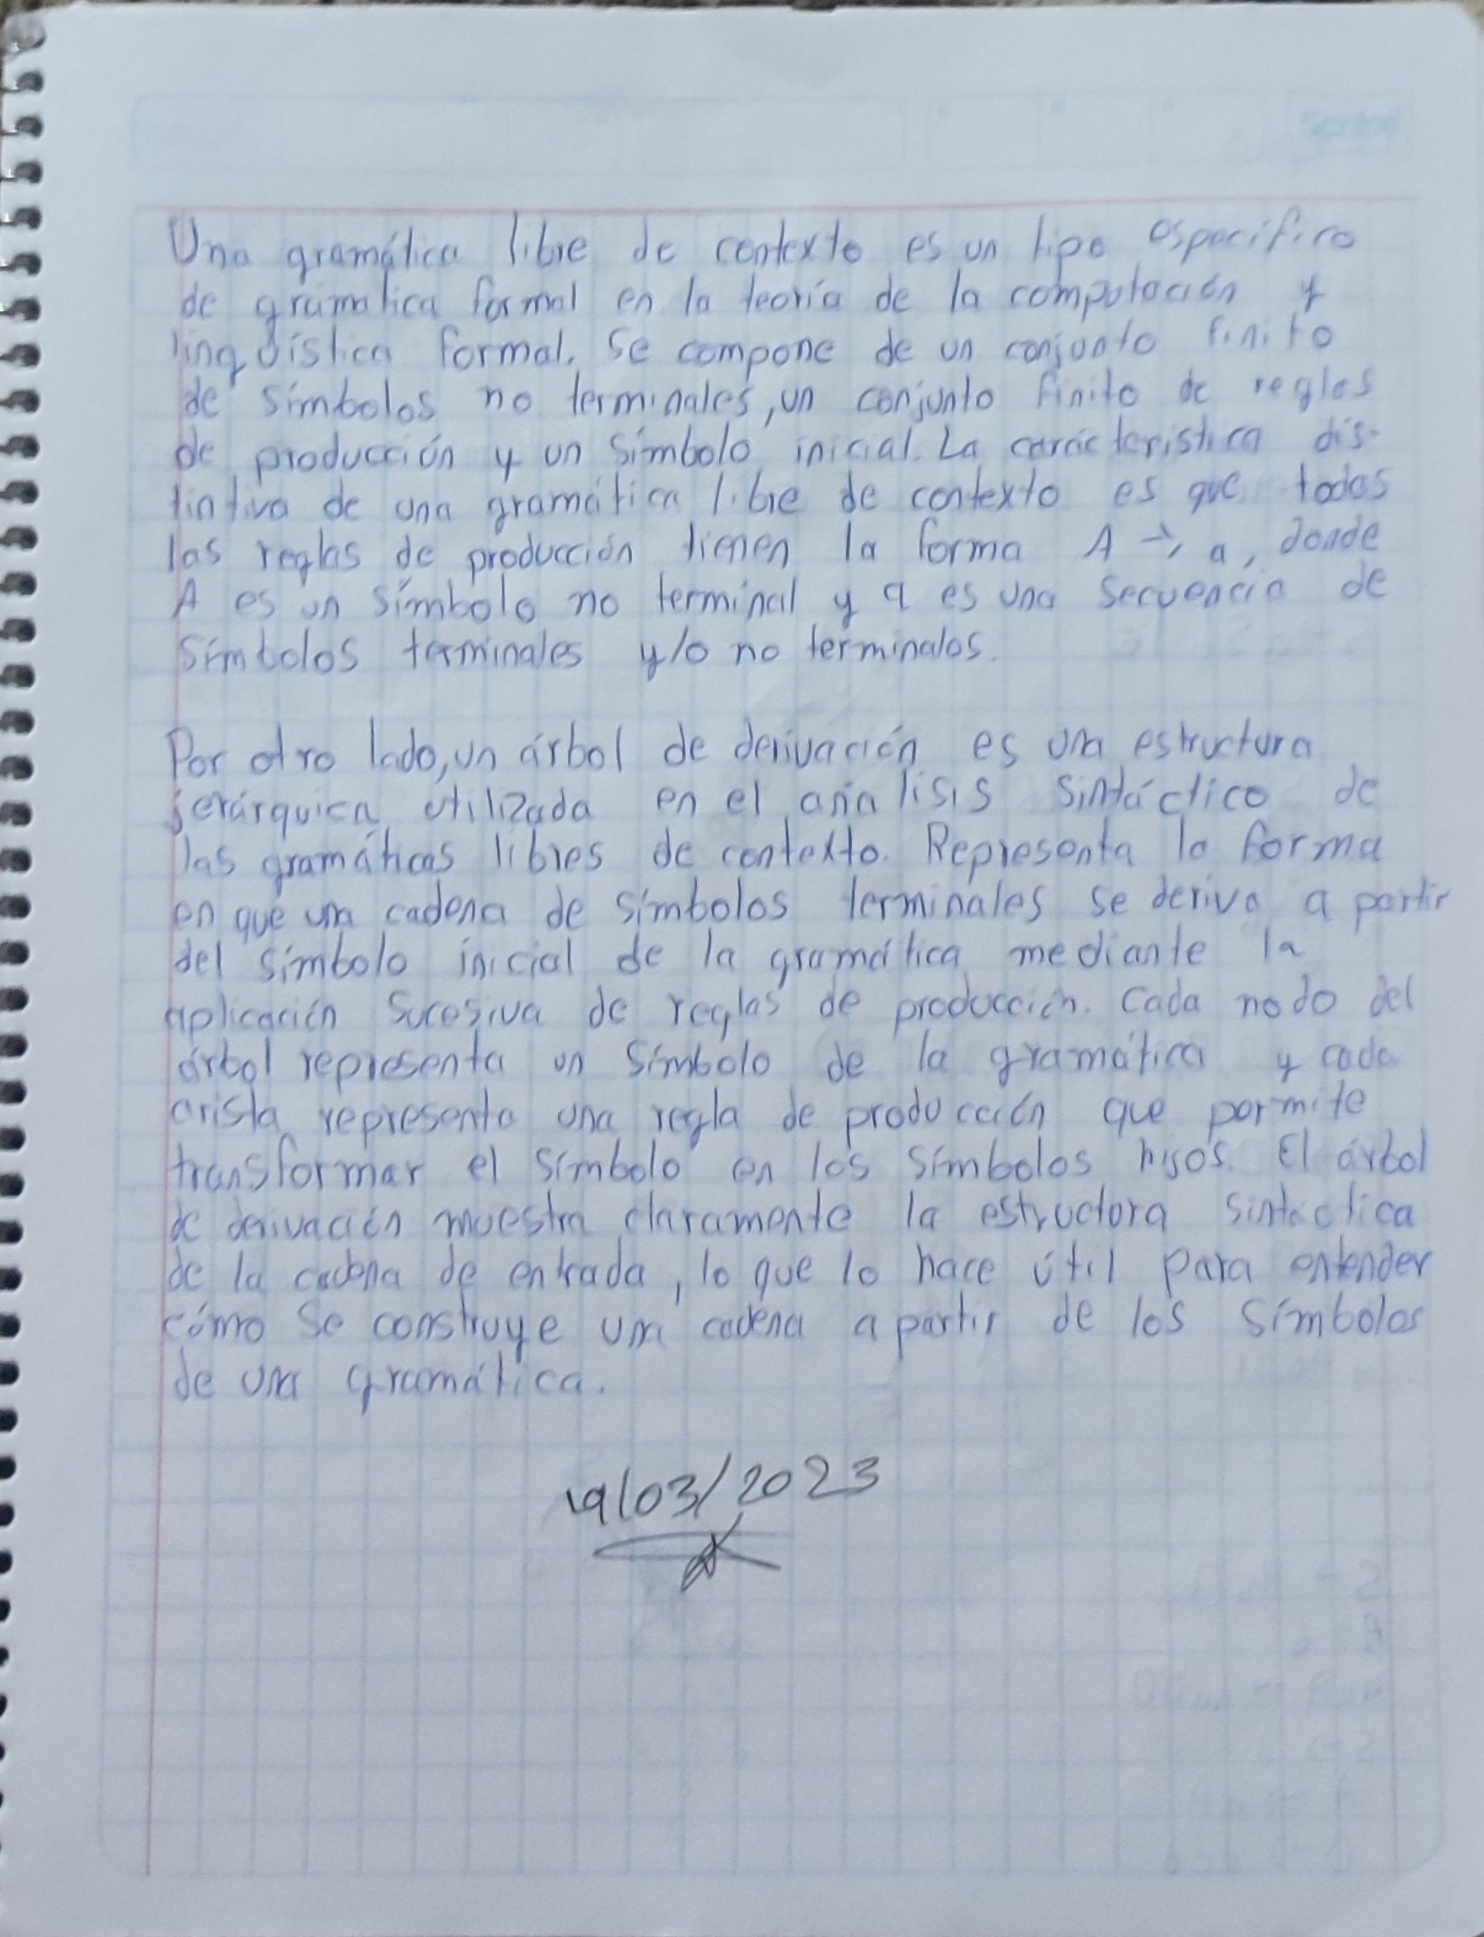 Una gramática libre de contexto es un tipo especifico
de gramatica formal en la teoría de la computación y
lingüistica formal. Se compone de un conjunto finito
de símbolos no terminales, un conjunto finito de reglas
de producción y un símbolo inicial. La caracteristica dis-
tintiva de una gramática libre de contexto es que todas
las reglas de producción tienen la forma A → a, donde
A es un símbolo no terminal y a es una secuencia de
símbolos terminales y/o no terminales.
Por otro lado, un árbol de derivación es una estructura
jerárquica utilizada en el análisis sintáctico de
las gramáticas libres de contexto. Representa la forma
en que una cadena de símbolos terminales se deriva a partir
del símbolo inicial de la gramática mediante la
aplicación sucesiva de reglas de producción. Cada nodo del
árbol representa un símbolo de la gramática y cada
arista representa una regla de producción que permite
transformar el símbolo en los símbolos hijos. El árbol
de derivación muestra claramente la estructura sintáctica
de la cadena de entrada, lo que lo hace útil para entender
cómo se construye una cadena a partir de los símbolos
de una gramática.
19/03/2023